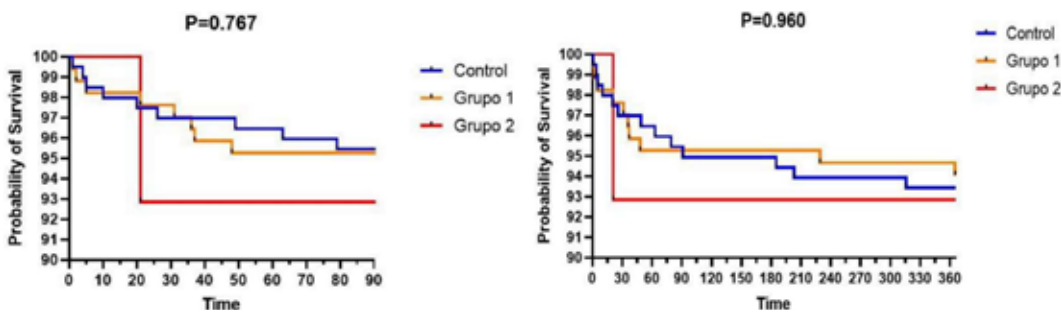 P=0.767
Probability of Survival
100
99
98
97
96
95
94
93
92
91
90
0 10 20 30 40 50 60 70 80 90
Time
Control
Grupo 1
Grupo 2
P=0.960
Probability of Survival
100
99
98
97
96
95
94
93
92
91
90
0 30 60 90 120 150 180 210 240 270 300 330 360
Time
Control
Grupo 1
Grupo 2